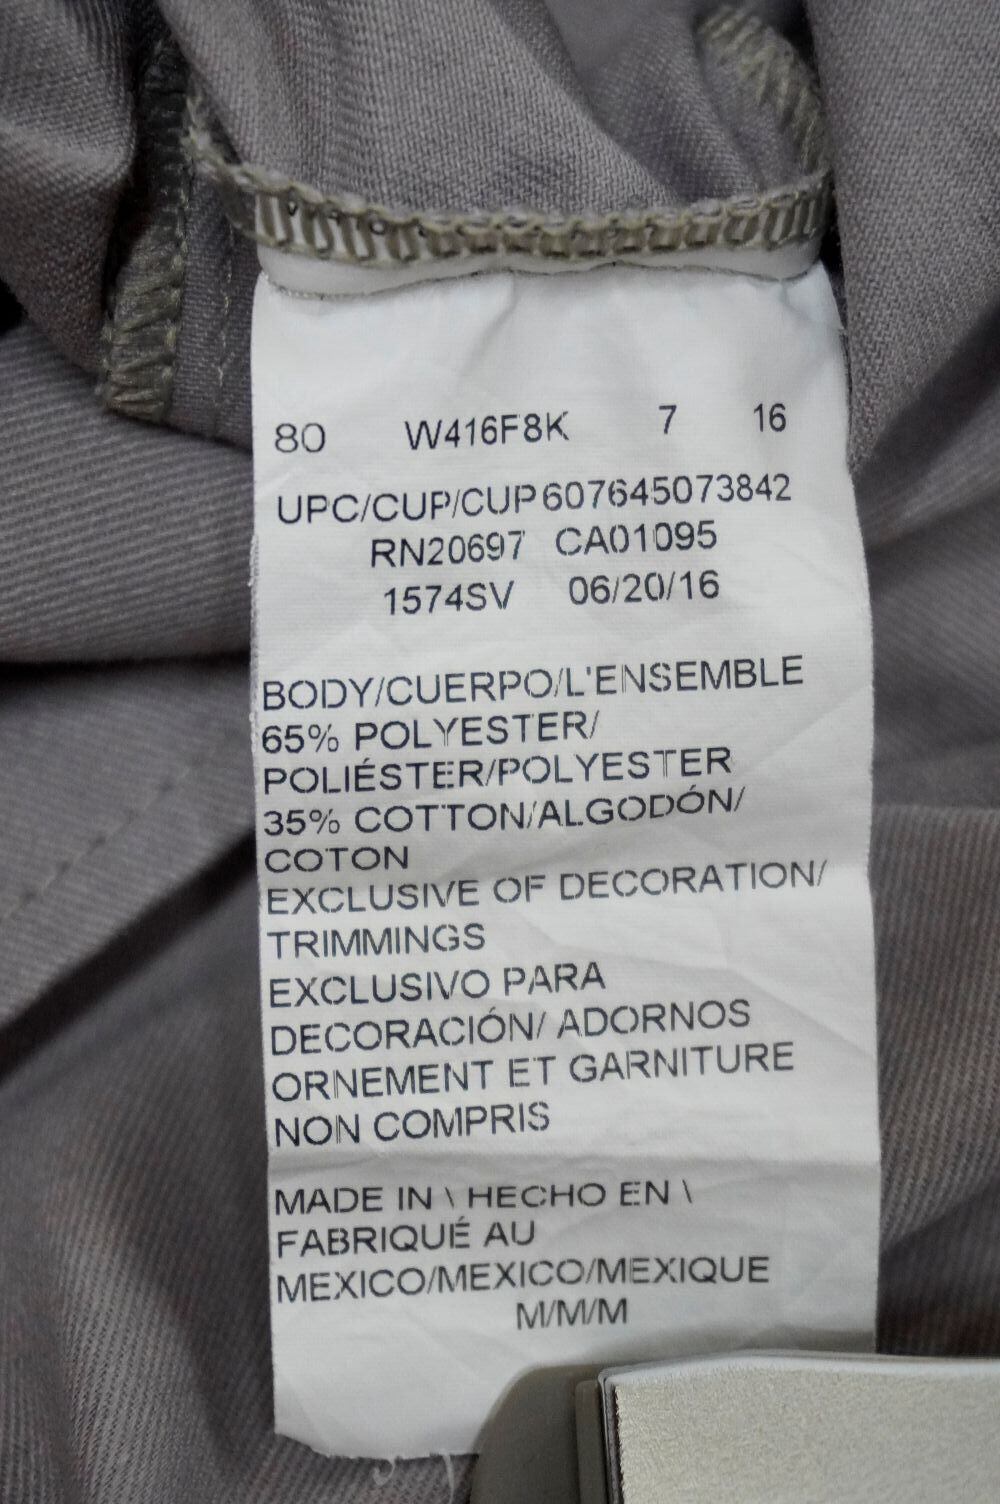 80 W416F8K 7 16
UPC/CUP/CUP 607645073842
RN20697 CA01095
1574SV 06/20/16
BODY/CUERPO/L'ENSEMBLE
65% POLYESTER/
POLIÉSTER/POLYESTER
35% COTTON/ALGODÓN/
COTON
EXCLUSIVE OF DECORATION/
TRIMMINGS
EXCLUSIVO PARA
DECORACIÓN/ ADORNOS
ORNEMENT ET GARNITURE
NON COMPRIS
MADE IN \ HECHO EN \
FABRIQUÉ AU
MEXICO/MEXICO/MEXIQUE
M/M/M